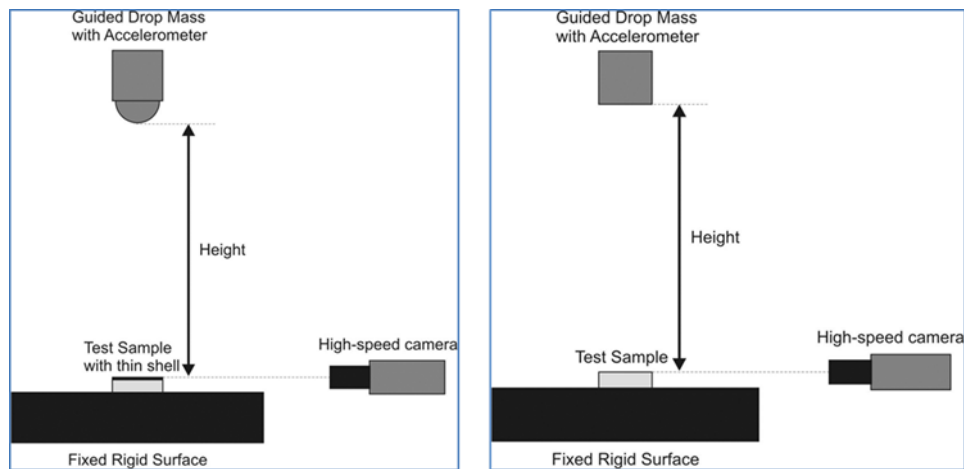 Guided Drop Mass
with Accelerometer
Height
Test Sample
with thin shell
High-speed camera
Fixed Rigid Surface
Guided Drop Mass
with Accelerometer
Height
Test Sample
High-speed camera
Fixed Rigid Surface